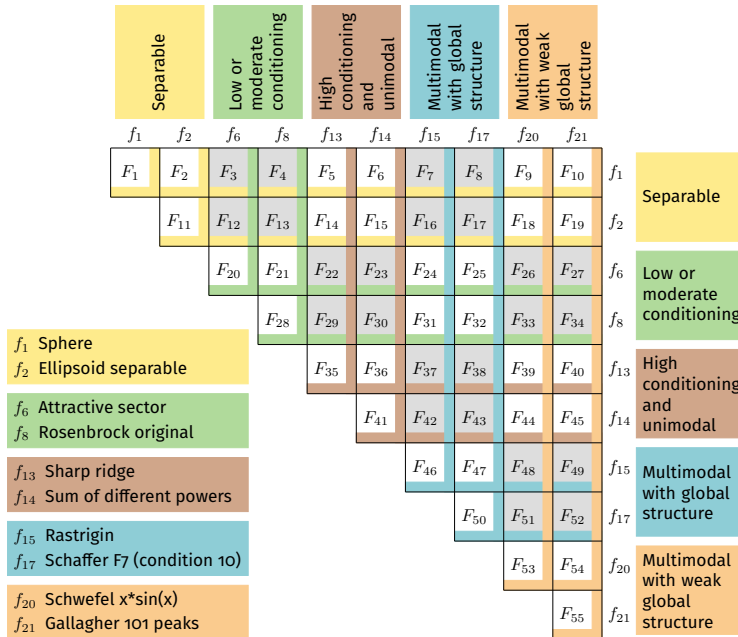 Separable
Low or
moderate
conditioning
High
conditioning
and
unimodal
Multimodal
with global
structure
Multimodal
with weak
global
structure
f1 f2 f6 f8 f13 f14 f15 f17 f20 f21
F1 F2 F3 F4 F5 F6 F7 F8 F9 F10 f1
F11 F12 F13 F14 F15 F16 F17 F18 F19 f2
Separable
F20 F21 F22 F23 F24 F25 F26 F27 f6
F28 F29 F30 F31 F32 F33 F34 f8
Low or
moderate
conditioning
F35 F36 F37 F38 F39 F40 f13
F41 F42 F43 F44 F45 f14
High
conditioning
and
unimodal
F46 F47 F48 F49 f15
F50 F51 F52 f17
Multimodal
with global
structure
F53 F54 f20
F55 f21
Multimodal
with weak
global
structure
f1 Sphere
f2 Ellipsoid separable
f6 Attractive sector
f8 Rosenbrock original
f13 Sharp ridge
f14 Sum of different powers
f15 Rastrigin
f17 Schaffer F7 (condition 10)
f20 Schwefel x*sin(x)
f21 Gallagher 101 peaks